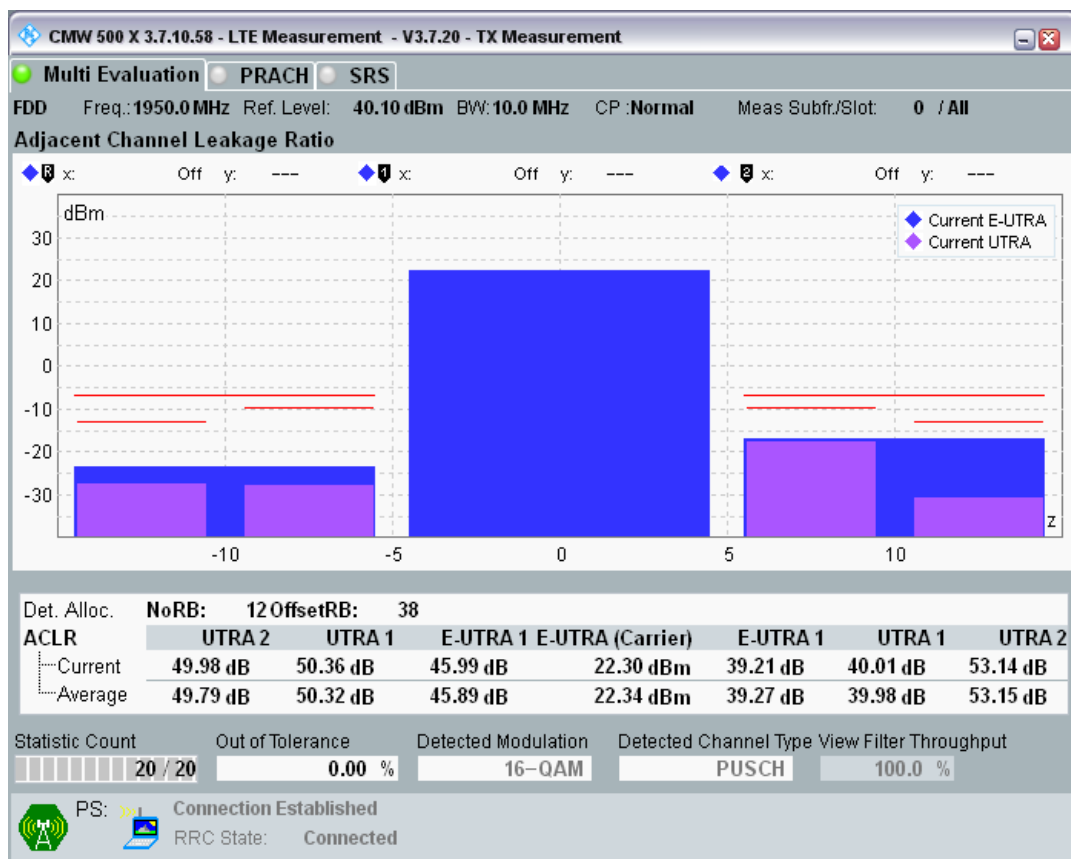 CMW 500 X 3.7.10.58 - LTE Measurement - V3.7.20 - TX Measurement
Multi Evaluation PRACH SRS
FDD Freq.: 1950.0 MHz Ref. Level: 40.10 dBm BW: 10.0 MHz CP :Normal Meas Subfr./Slot: 0 / All
Adjacent Channel Leakage Ratio
R x: Off y: --- 1 x: Off y: --- 2 x: Off y: ---
dBm
Current E-UTRA
Current UTRA
30
20
10
0
-10
-20
-30
z
-10 -5 0 5 10
Det. Alloc. NoRB: 12 OffsetRB: 38
ACLR UTRA 2 UTRA 1 E-UTRA 1 E-UTRA (Carrier) E-UTRA 1 UTRA 1 UTRA 2
Current 49.98 dB 50.36 dB 45.99 dB 22.30 dBm 39.21 dB 40.01 dB 53.14 dB
Average 49.79 dB 50.32 dB 45.89 dB 22.34 dBm 39.27 dB 39.98 dB 53.15 dB
Statistic Count Out of Tolerance Detected Modulation Detected Channel Type View Filter Throughput
20 / 20 0.00 % 16-QAM PUSCH 100.0 %
PS: Connection Established
RRC State: Connected